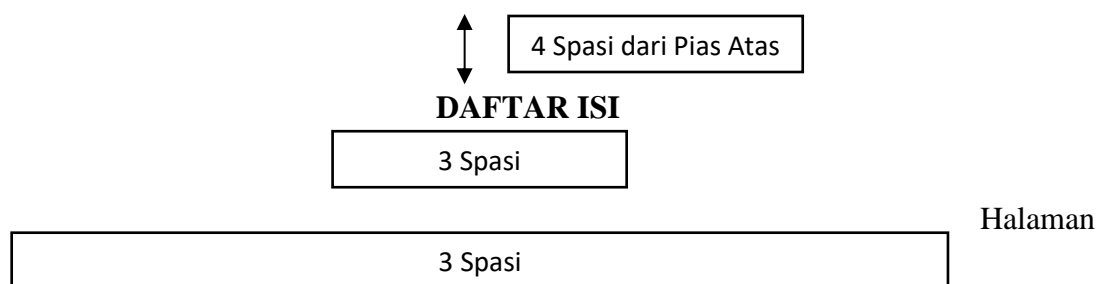 4 Spasi dari Pias Atas
DAFTAR ISI
3 Spasi
Halaman
3 Spasi